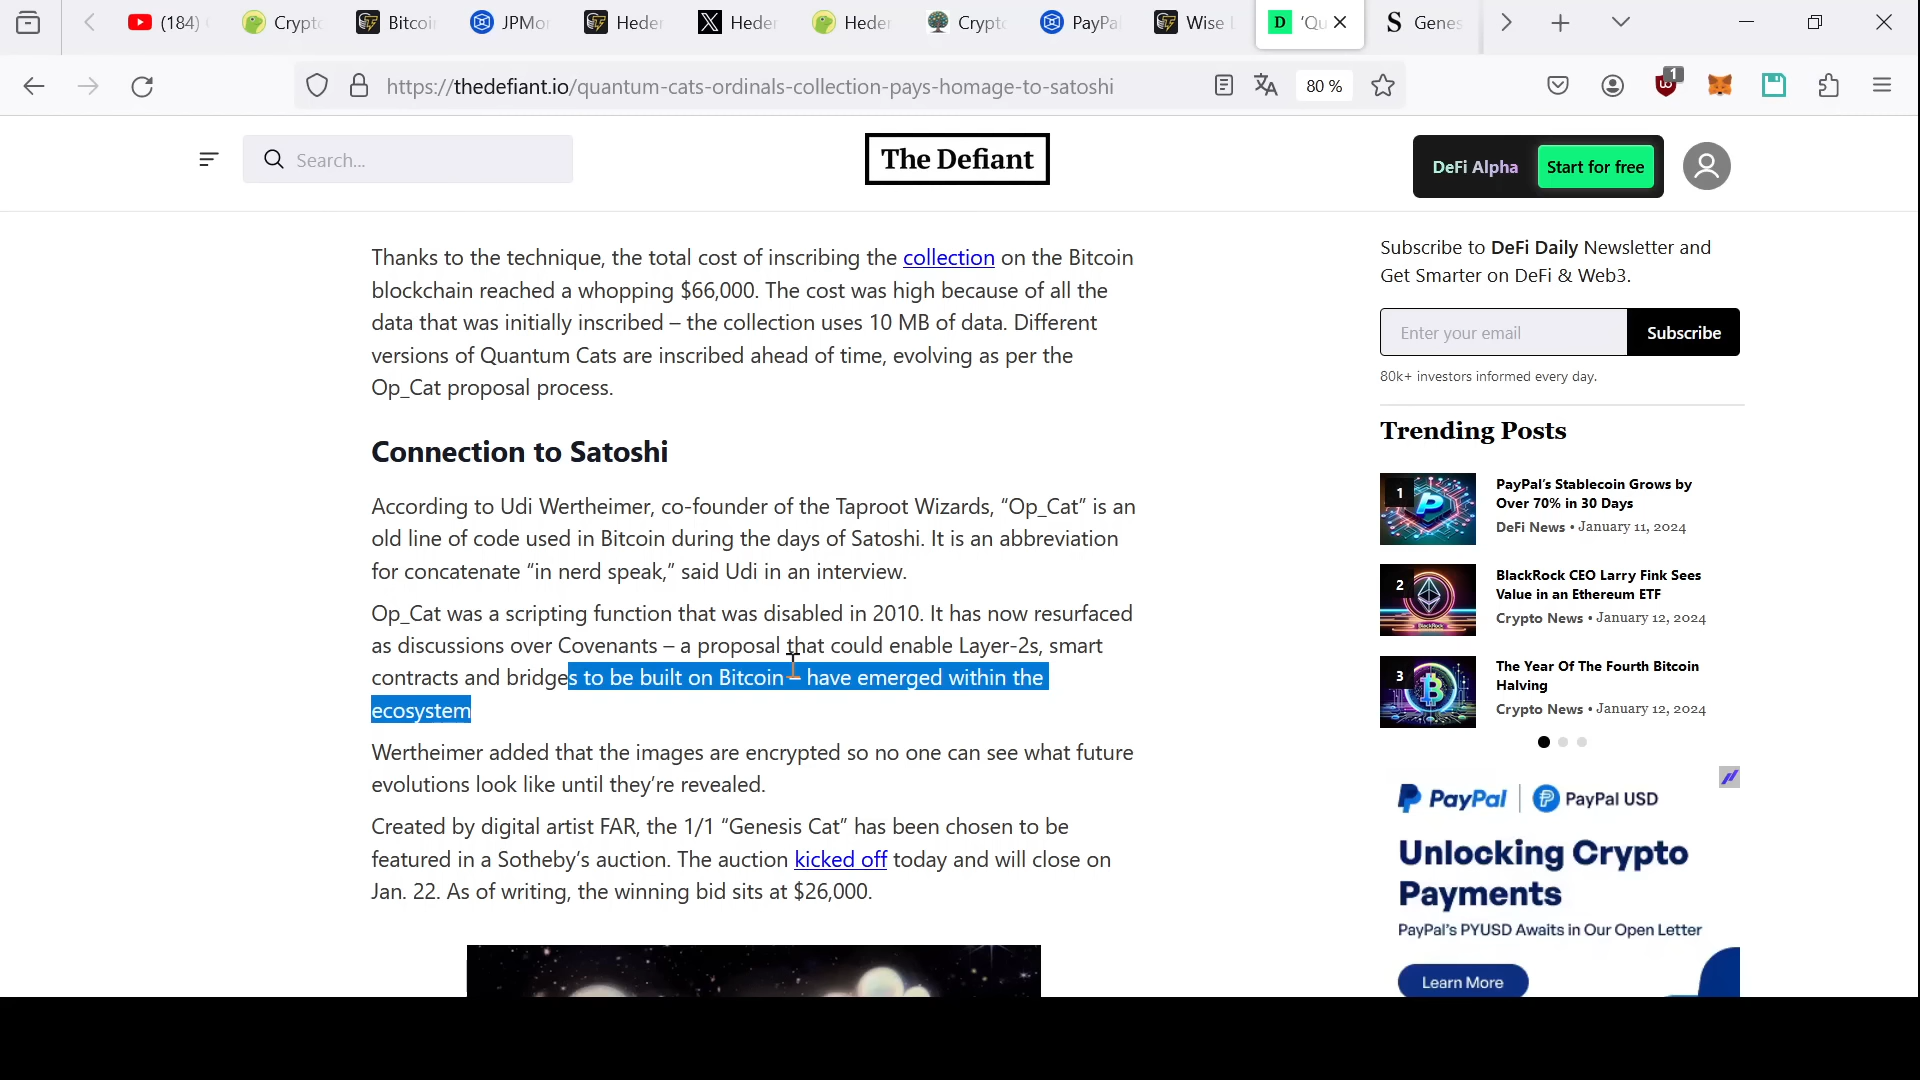 (184)
Crypto
Bitcoi
JPMor
Heder
Heder
Heder
Crypto
PayPa
Wise
'Qu
Genes
https://thedefiant.io/quantum-cats-ordinals-collection-pays-homage-to-satoshi
80 %
1
Search...
The Defiant
DeFi Alpha
Start for free
Thanks to the technique, the total cost of inscribing the collection on the Bitcoin
blockchain reached a whopping $66,000. The cost was high because of all the
data that was initially inscribed – the collection uses 10 MB of data. Different
versions of Quantum Cats are inscribed ahead of time, evolving as per the
Op_Cat proposal process.
Connection to Satoshi
According to Udi Wertheimer, co-founder of the Taproot Wizards, “Op_Cat” is an
old line of code used in Bitcoin during the days of Satoshi. It is an abbreviation
for concatenate “in nerd speak,” said Udi in an interview.
Op_Cat was a scripting function that was disabled in 2010. It has now resurfaced
as discussions over Covenants – a proposal that could enable Layer-2s, smart
contracts and bridges to be built on Bitcoin – have emerged within the
ecosystem
Wertheimer added that the images are encrypted so no one can see what future
evolutions look like until they’re revealed.
Created by digital artist FAR, the 1/1 “Genesis Cat” has been chosen to be
featured in a Sotheby’s auction. The auction kicked off today and will close on
Jan. 22. As of writing, the winning bid sits at $26,000.
Subscribe to DeFi Daily Newsletter and
Get Smarter on DeFi & Web3.
Enter your email
Subscribe
80k+ investors informed every day.
Trending Posts
1
PayPal’s Stablecoin Grows by
Over 70% in 30 Days
DeFi News • January 11, 2024
2
BlackRock CEO Larry Fink Sees
Value in an Ethereum ETF
Crypto News • January 12, 2024
3
The Year Of The Fourth Bitcoin
Halving
Crypto News • January 12, 2024
PayPal | PayPal USD
Unlocking Crypto
Payments
PayPal’s PYUSD Awaits in Our Open Letter
Learn More